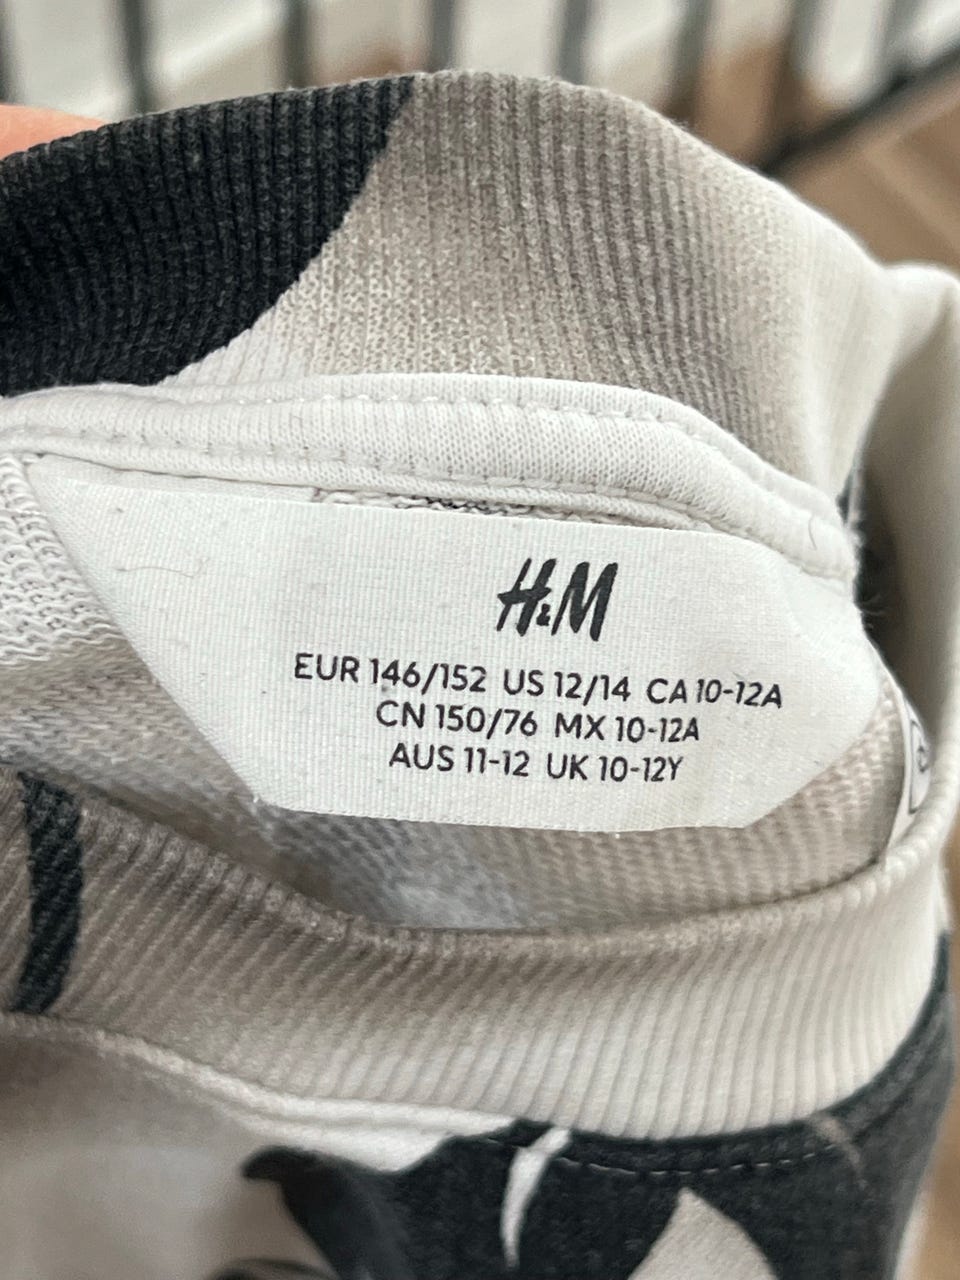 H&M
EUR 146/152 US 12/14 CA 10-12A
CN 150/76 MX 10-12A
AUS 11-12 UK 10-12Y